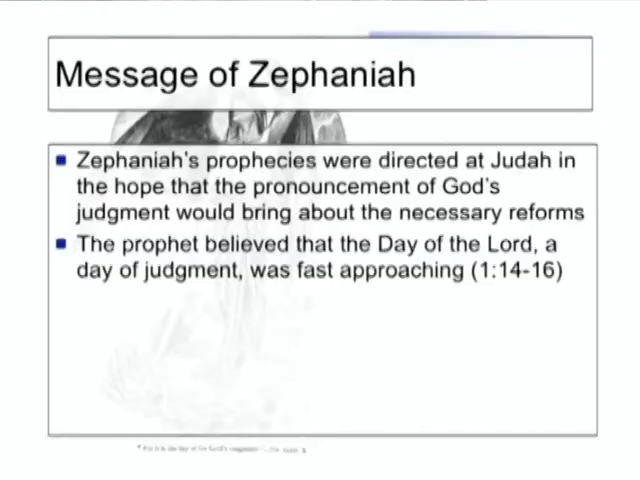 Message of Zephaniah
Zephaniah's prophecies were directed at Judah in
the hope that the pronouncement of God's
judgment would bring about the necessary reforms
The prophet believed that the Day of the Lord, a
day of judgment, was fast approaching (1:14-16)